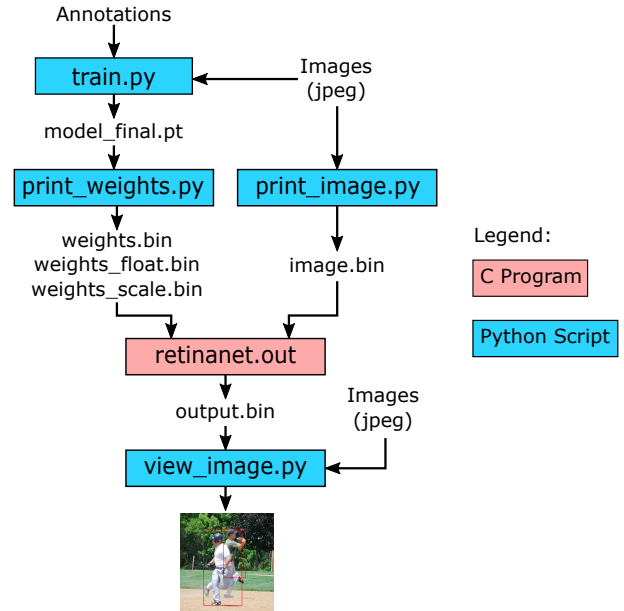 Annotations
train.py
Images
(jpeg)
model_final.pt
print_weights.py
print_image.py
weights.bin
weights_float.bin
weights_scale.bin
image.bin
Legend:
C Program
Python Script
retinanet.out
output.bin
Images
(jpeg)
view_image.py